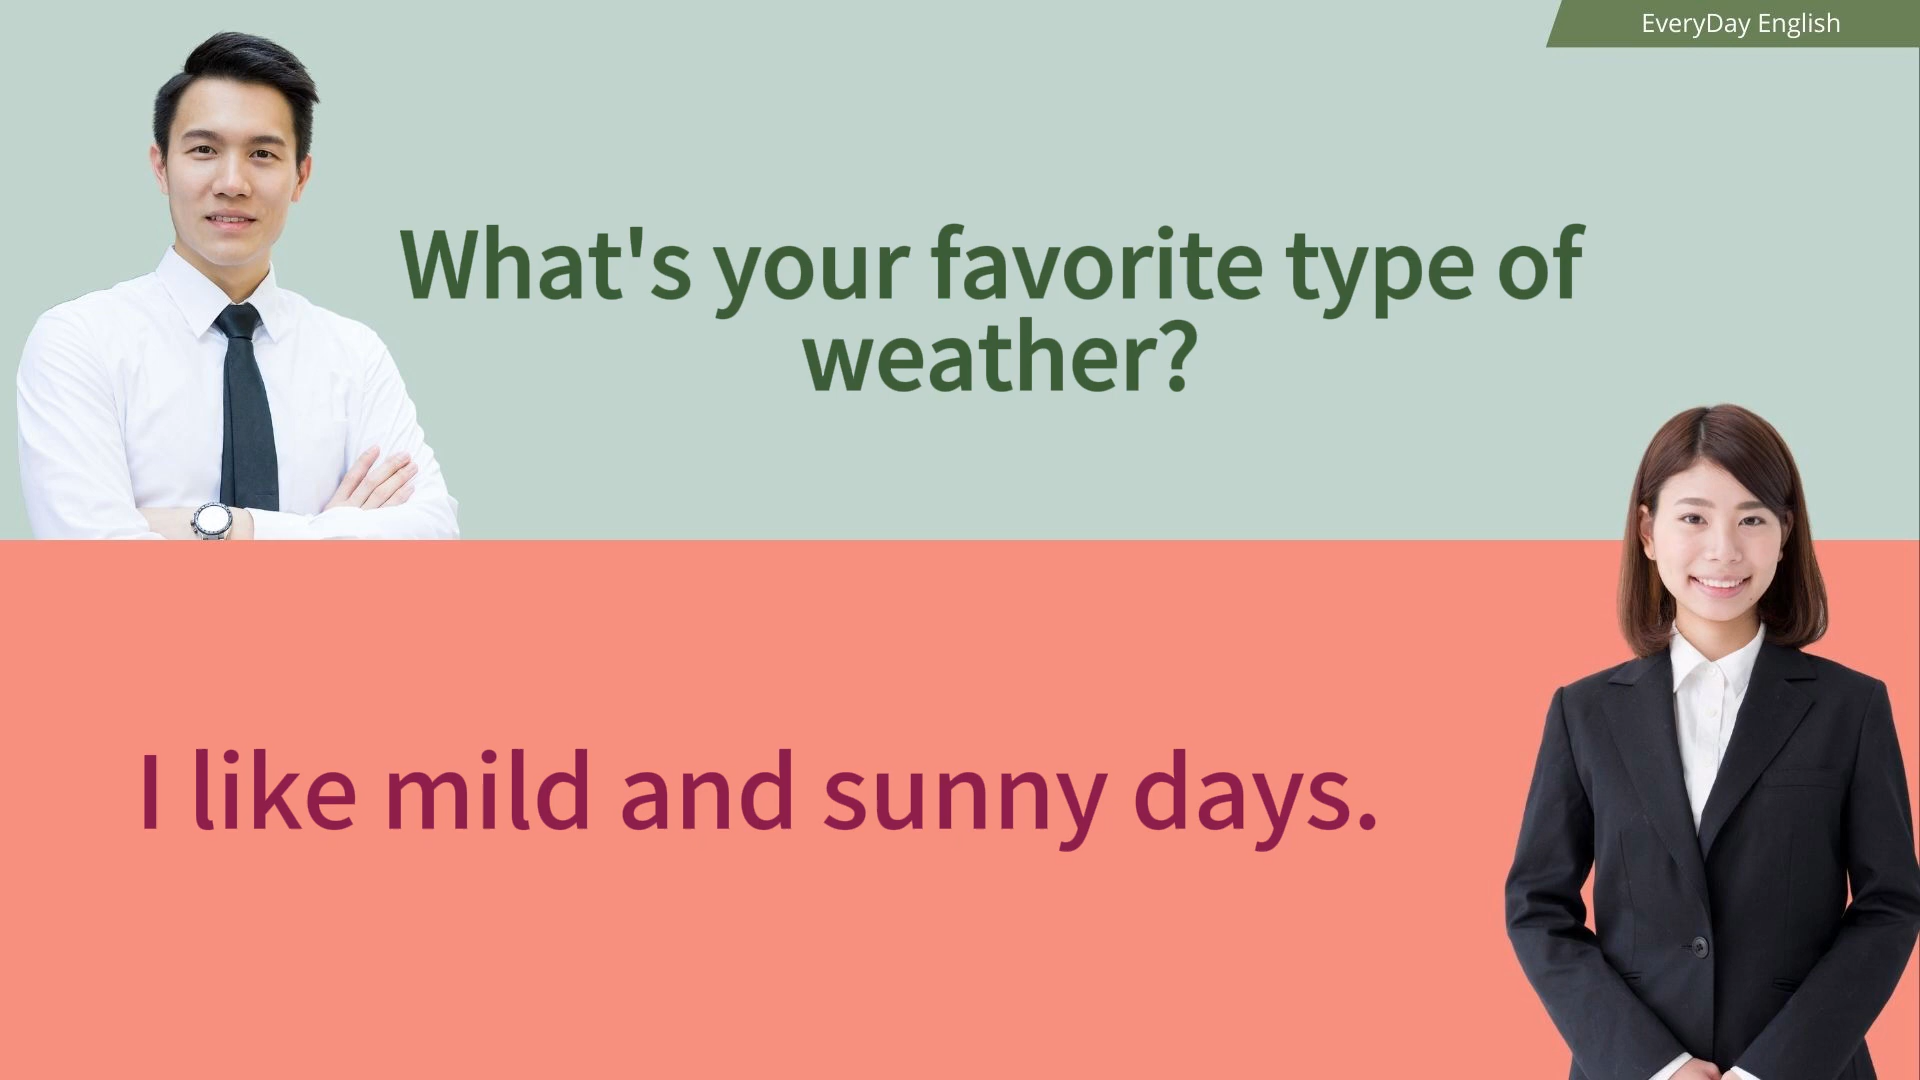 EveryDay English
What's your favorite type of
weather?
I like mild and sunny days.